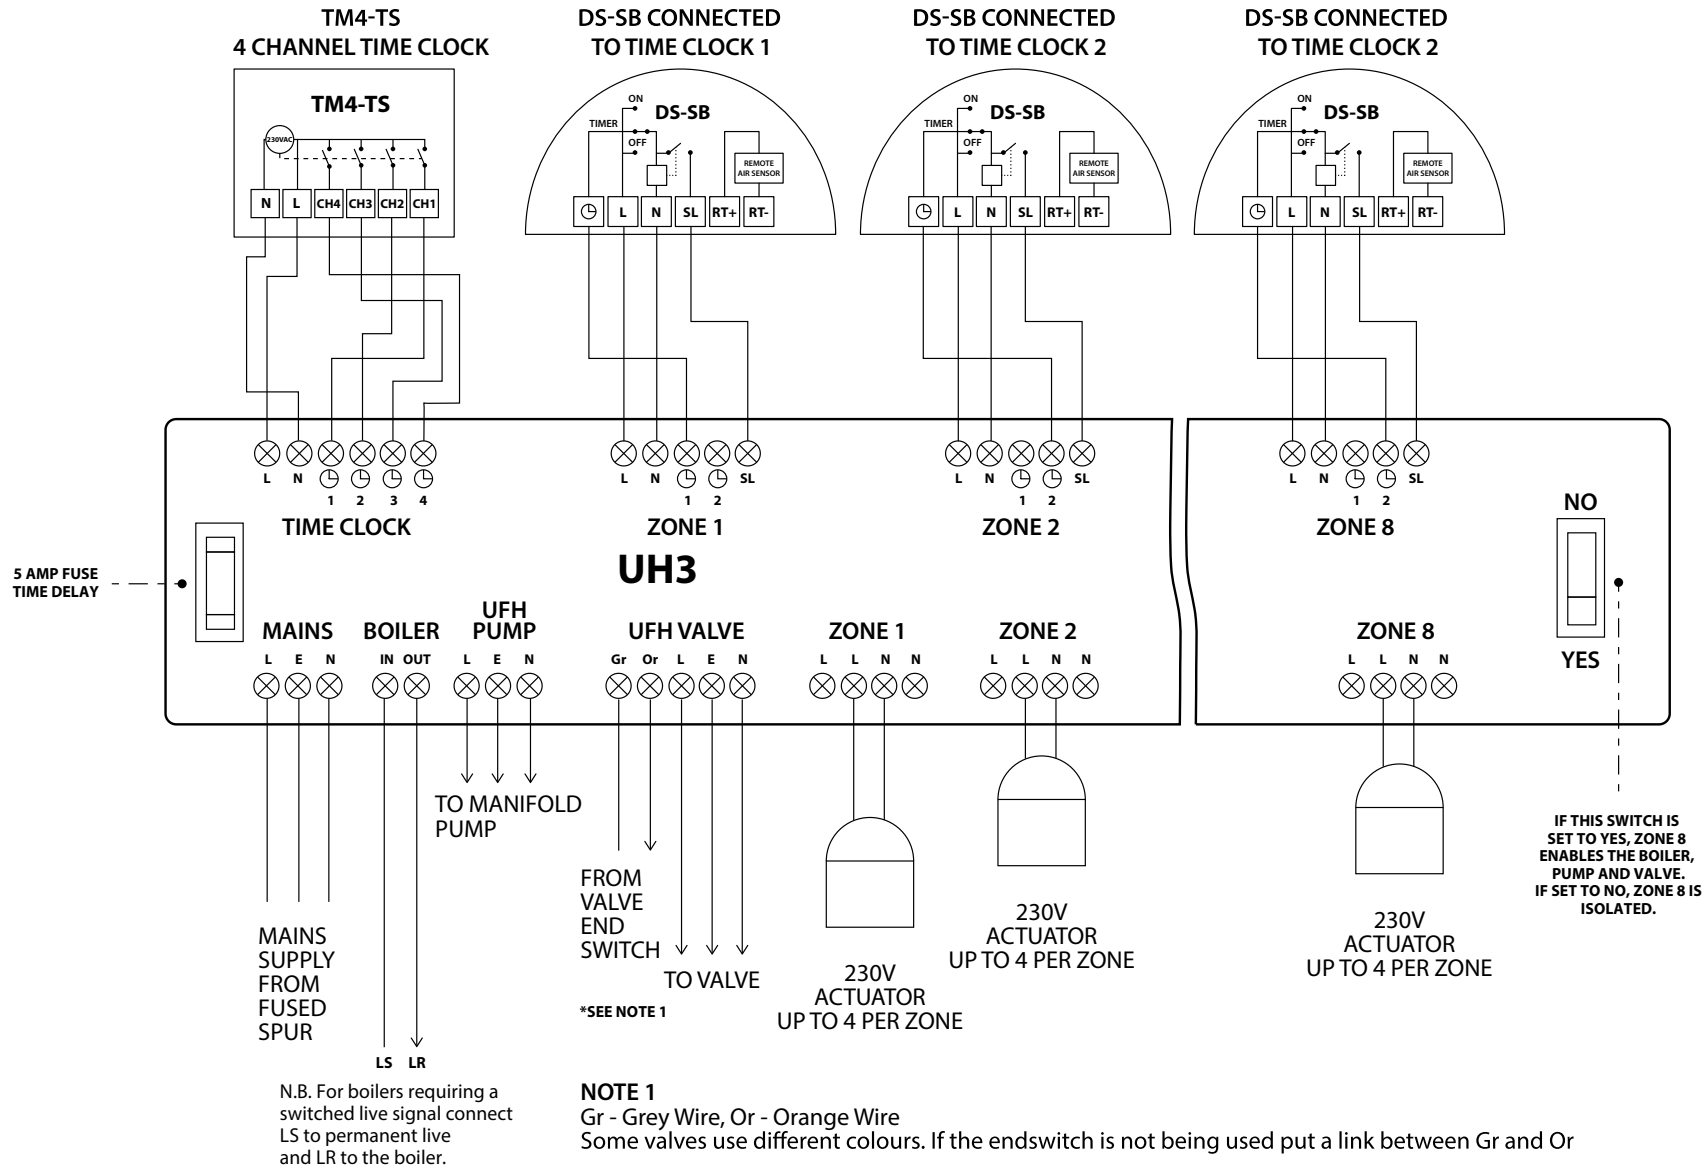 TM4-TS
4 CHANNEL TIME CLOCK
DS-SB CONNECTED
TO TIME CLOCK 1
DS-SB CONNECTED
TO TIME CLOCK 2
DS-SB CONNECTED
TO TIME CLOCK 2
TM4-TS
230VAC
N L CH4 CH3 CH2 CH1
ON
DS-SB
TIMER
OFF
REMOTE
AIR SENSOR
L N SL RT+ RT-
ON
DS-SB
TIMER
OFF
REMOTE
AIR SENSOR
L N SL RT+ RT-
ON
DS-SB
TIMER
OFF
REMOTE
AIR SENSOR
L N SL RT+ RT-
L N
1 2 3 4
TIME CLOCK
L N SL
1 2
ZONE 1
L N SL
1 2
ZONE 2
L N SL
1 2
ZONE 8
NO
YES
UH3
5 AMP FUSE
TIME DELAY
MAINS
L E N
BOILER
IN OUT
UFH
PUMP
L E N
UFH VALVE
Gr Or L E N
ZONE 1
L L N N
ZONE 2
L L N N
ZONE 8
L L N N
TO MANIFOLD
PUMP
FROM
VALVE
END
SWITCH
TO VALVE
*SEE NOTE 1
MAINS
SUPPLY
FROM
FUSED
SPUR
LS LR
230V
ACTUATOR
UP TO 4 PER ZONE
230V
ACTUATOR
UP TO 4 PER ZONE
230V
ACTUATOR
UP TO 4 PER ZONE
IF THIS SWITCH IS
SET TO YES, ZONE 8
ENABLES THE BOILER,
PUMP AND VALVE.
IF SET TO NO, ZONE 8 IS
ISOLATED.
N.B. For boilers requiring a
switched live signal connect
LS to permanent live
and LR to the boiler.
NOTE 1
Gr - Grey Wire, Or - Orange Wire
Some valves use different colours. If the endswitch is not being used put a link between Gr and Or